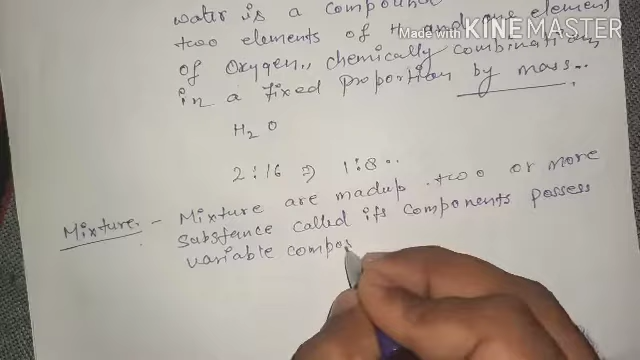 water is a compound
two elements of H and one element
of Oxygen, chemically combination
in a fixed proportion by mass..
H2O
2:16 ⇒ 1:8..
Mixture - Mixture are madup two or more
substance called its components possess
variable compos
Made with KINEMASTER